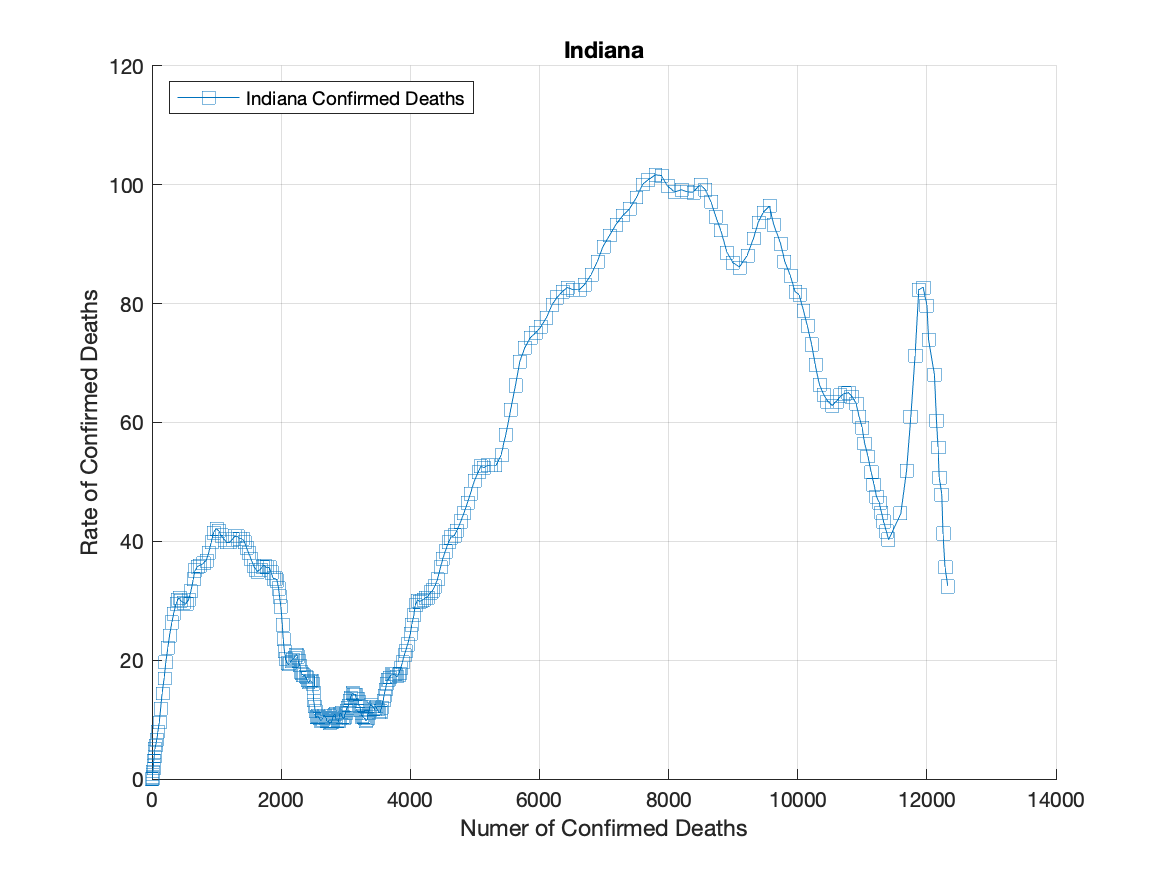 Indiana
Indiana Confirmed Deaths
120
100
80
60
40
20
0
Rate of Confirmed Deaths
0 2000 4000 6000 8000 10000 12000 14000
Numer of Confirmed Deaths